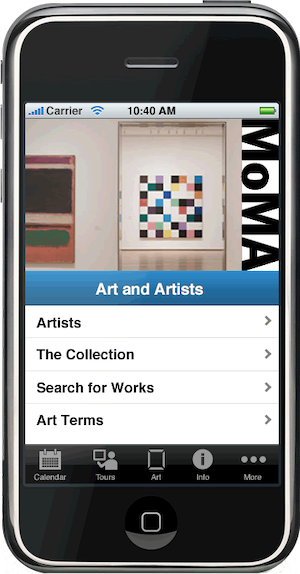 Carrier 10:40 AM
MoMA
Art and Artists
Artists
The Collection
Search for Works
Art Terms
Calendar Tours Art Info More